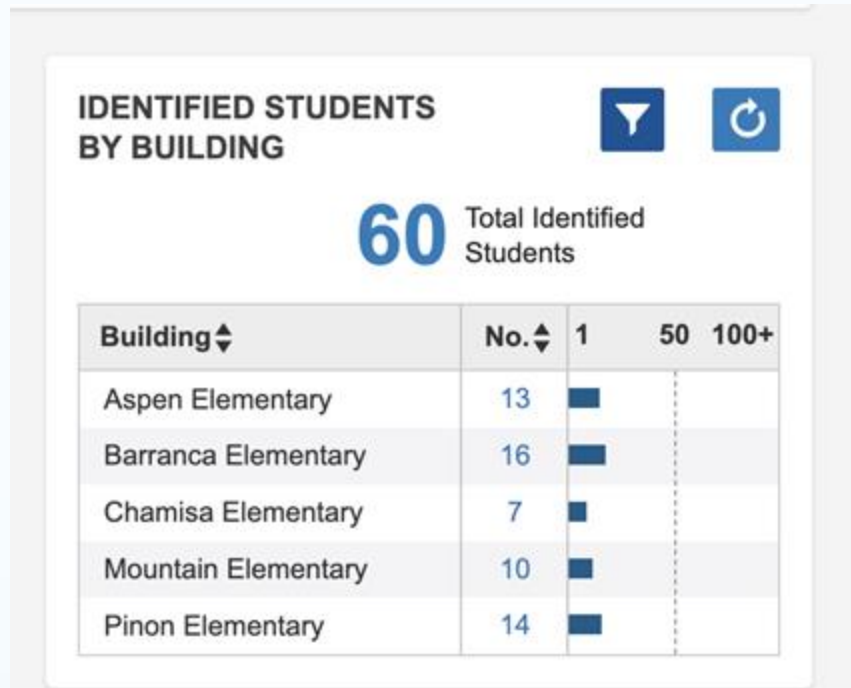 IDENTIFIED STUDENTS
BY BUILDING
60 Total Identified
Students
Building No. 1 50 100+
Aspen Elementary 13
Barranca Elementary 16
Chamisa Elementary 7
Mountain Elementary 10
Pinon Elementary 14